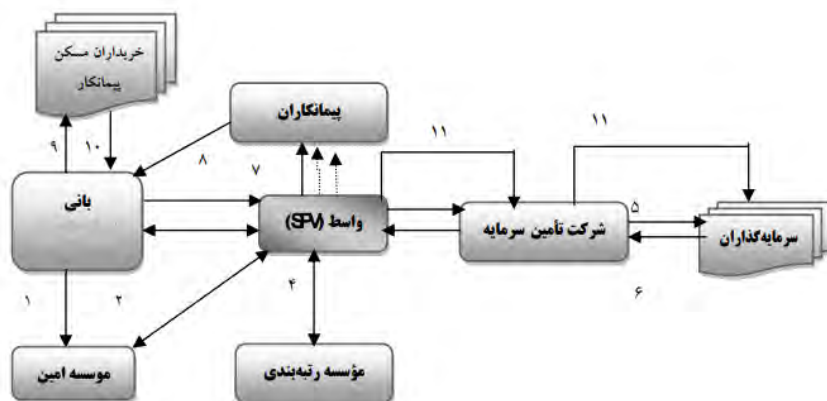 خریداران مسکن
پیمانکار
پیمانکاران
۱۱
۱۱
۹
۱۰
۸
۷
بانی
واسط (SPV)
شرکت تأمین سرمایه
۵
سرمایه‌گذاران
۱
۲
۴
۶
موسسه امین
مؤسسه رتبه‌بندی